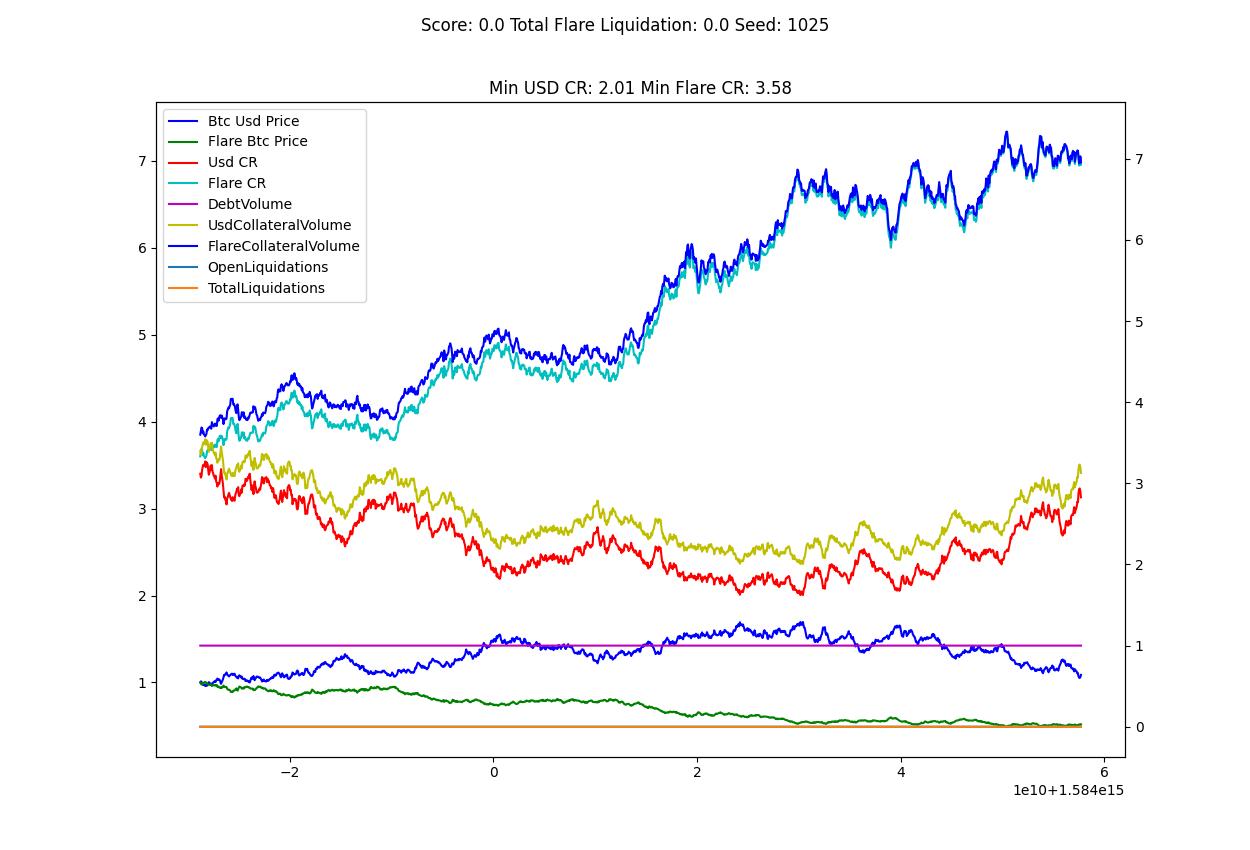 Score: 0.0 Total Flare Liquidation: 0.0 Seed: 1025
Min USD CR: 2.01 Min Flare CR: 3.58
Btc Usd Price
Flare Btc Price
Usd CR
Flare CR
DebtVolume
UsdCollateralVolume
FlareCollateralVolume
OpenLiquidations
TotalLiquidations
7
6
5
4
3
2
1
7
6
5
4
3
2
1
0
−2
0
2
4
6
1e10+1.584e15